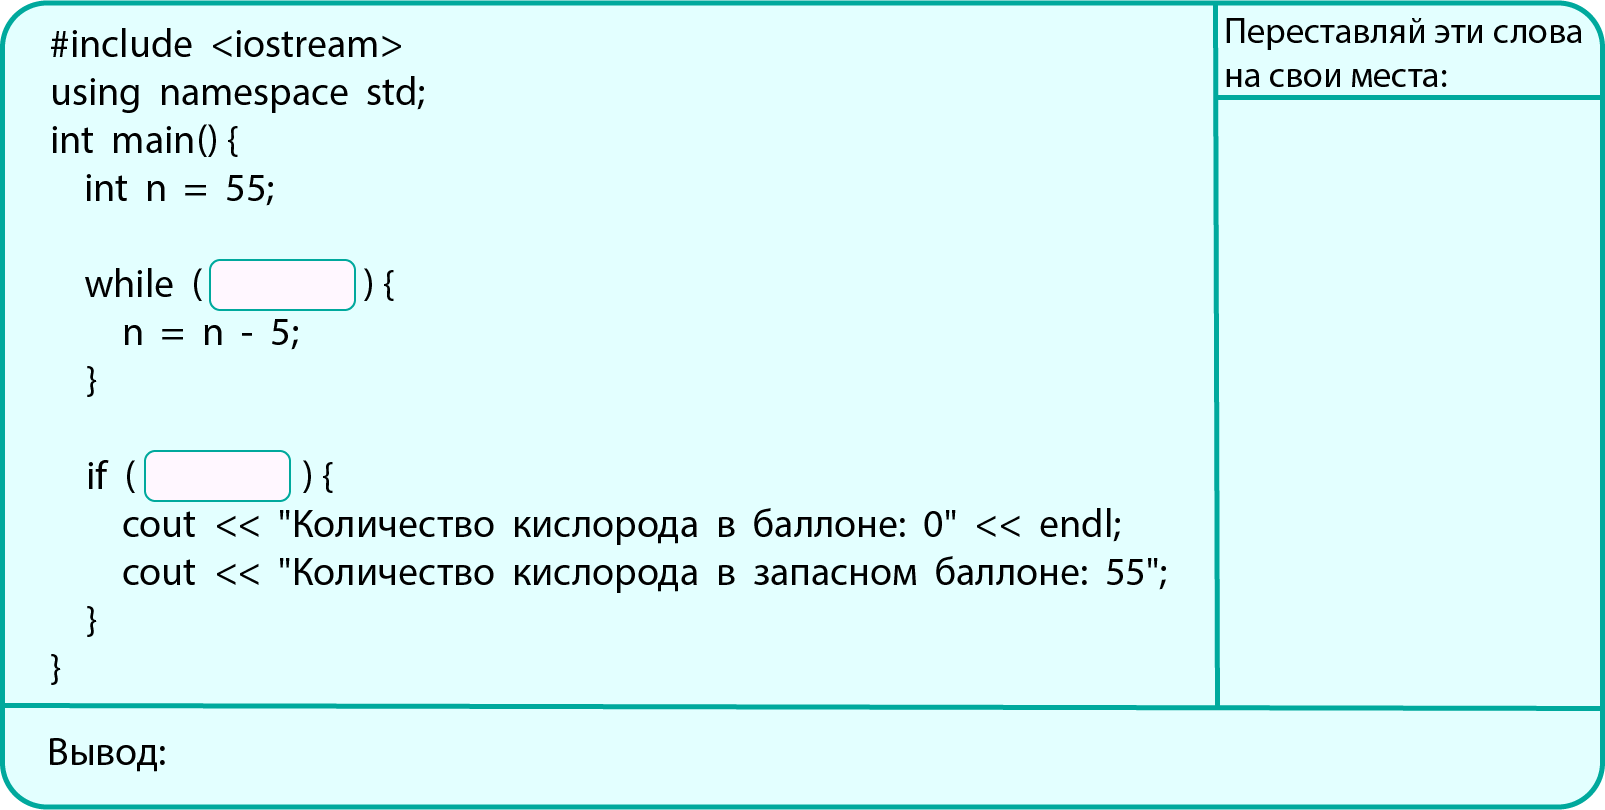 #include <iostream>
using namespace std;
int main() {
int n = 55;
while ( ) {
n = n - 5;
}
if ( ) {
cout << "Количество кислорода в баллоне: 0" << endl;
cout << "Количество кислорода в запасном баллоне: 55";
}
}
Переставляй эти слова
на свои места:
Вывод: